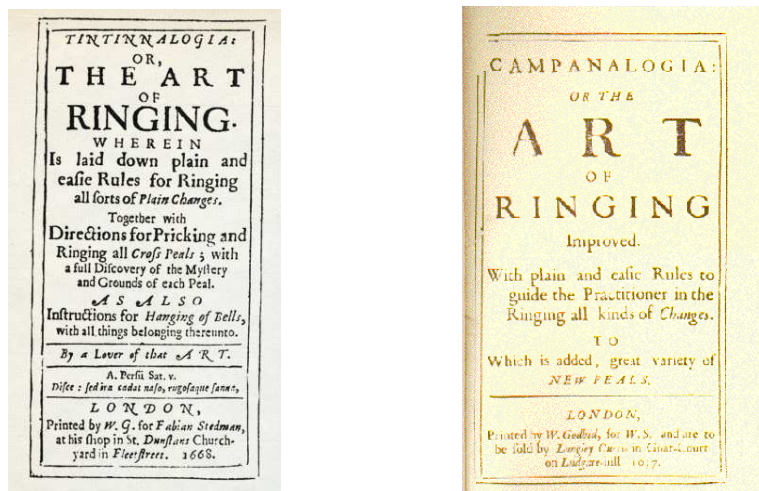 TINTINNALOGIA:
OR,
THE ART
OF
RINGING.
WHEREIN
Is laid down plain and
eaſie Rules for Ringing
all ſorts of Plain Changes.
Together with
Directions for Pricking and
Ringing all Croſs Peals; with
a full Diſcovery of the Myſtery
and Grounds of each Peal.
AS ALSO
Inſtructions for Hanging of Bells,
with all things belonging thereunto.
By a Lover of that ART.
A. Perſii Sat. v.
Diſce: ſed ira cadat naſo, rugoſaque ſanna,
LONDON,
Printed by W. G. for Fabian Stedman,
at his ſhop in St. Dunſtans Church-
yard in Fleetſtreet. 1668.
CAMPANALOGIA:
OR THE
ART
OF
RINGING
Improved.
With plain and eaſie Rules to
guide the Practitioner in the
Ringing all kinds of Changes.
TO
Which is added, great variety of
NEW PEALS.
LONDON,
Printed by W. Godbid, for W. S. and are to
be ſold by Langley in
on Ludgate-hill